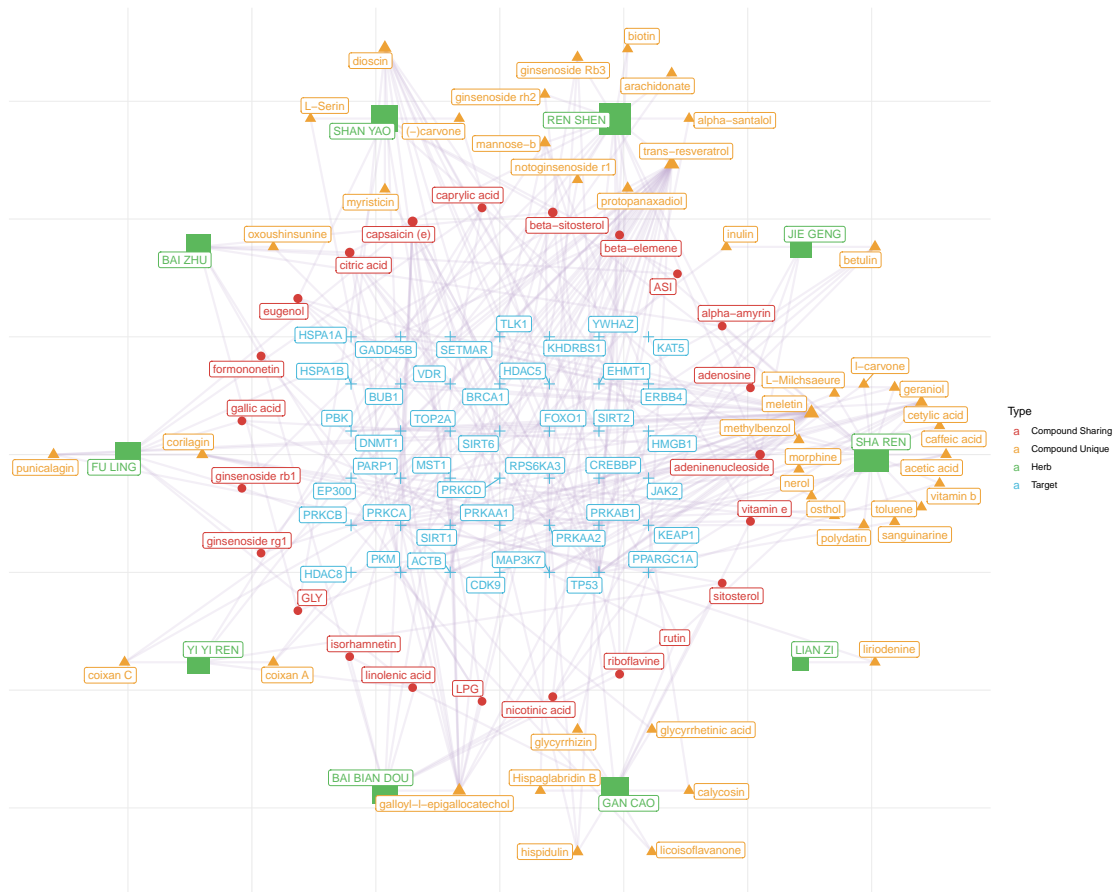 biotin
dioscin
ginsenoside Rb3
arachidonate
ginsenoside rh2
L−Serin
REN SHEN
alpha−santalol
SHAN YAO
(−)carvone
mannose−b
trans−resveratrol
notoginsenoside r1
caprylic acid
myristicin
protopanaxadiol
beta−sitosterol
oxoushinsunine
capsaicin (e)
inulin
JIE GENG
BAI ZHU
citric acid
beta−elemene
betulin
ASI
eugenol
alpha−amyrin
TLK1
YWHAZ
HSPA1A
GADD45B
SETMAR
KHDRBS1
KAT5
l−carvone
formononetin
HSPA1B
VDR
HDAC5
EHMT1
adenosine
L−Milchsaeure
geraniol
BUB1
BRCA1
ERBB4
meletin
cetylic acid
gallic acid
PBK
TOP2A
FOXO1
SIRT2
methylbenzol
caffeic acid
corilagin
DNMT1
SIRT6
HMGB1
SHA REN
punicalagin
FU LING
PARP1
MST1
RPS6KA3
CREBBP
adeninenucleoside
morphine
acetic acid
ginsenoside rb1
EP300
PRKCD
JAK2
nerol
vitamin b
PRKCB
PRKCA
PRKAA1
PRKAB1
vitamin e
osthol
toluene
ginsenoside rg1
SIRT1
PRKAA2
KEAP1
polydatin
sanguinarine
HDAC8
PKM
ACTB
MAP3K7
PPARGC1A
CDK9
TP53
GLY
sitosterol
isorhamnetin
rutin
YI YI REN
LIAN ZI
liriodenine
coixan C
coixan A
linolenic acid
LPG
riboflavine
nicotinic acid
glycyrrhizin
glycyrrhetinic acid
BAI BIAN DOU
Hispaglabridin B
calycosin
galloyl−l−epigallocatechol
GAN CAO
hispidulin
licoisoflavanone
Type
a Compound Sharing
a Compound Unique
a Herb
a Target